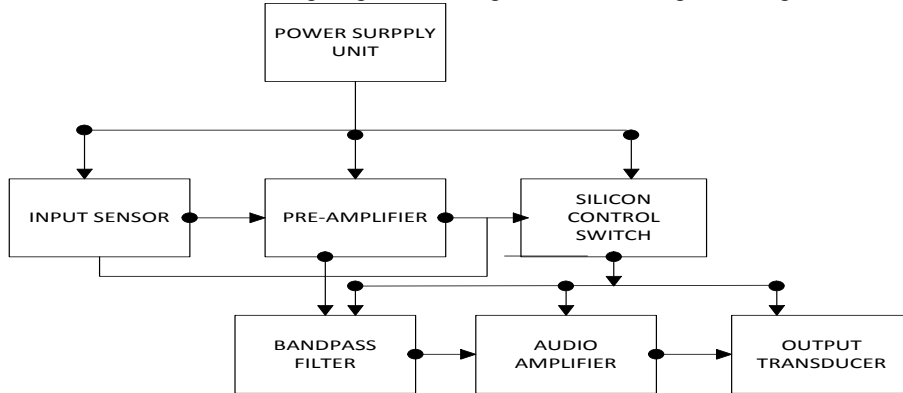 POWER SURPPLY
UNIT
INPUT SENSOR
PRE-AMPLIFIER
SILICON
CONTROL
SWITCH
BANDPASS
FILTER
AUDIO
AMPLIFIER
OUTPUT
TRANSDUCER